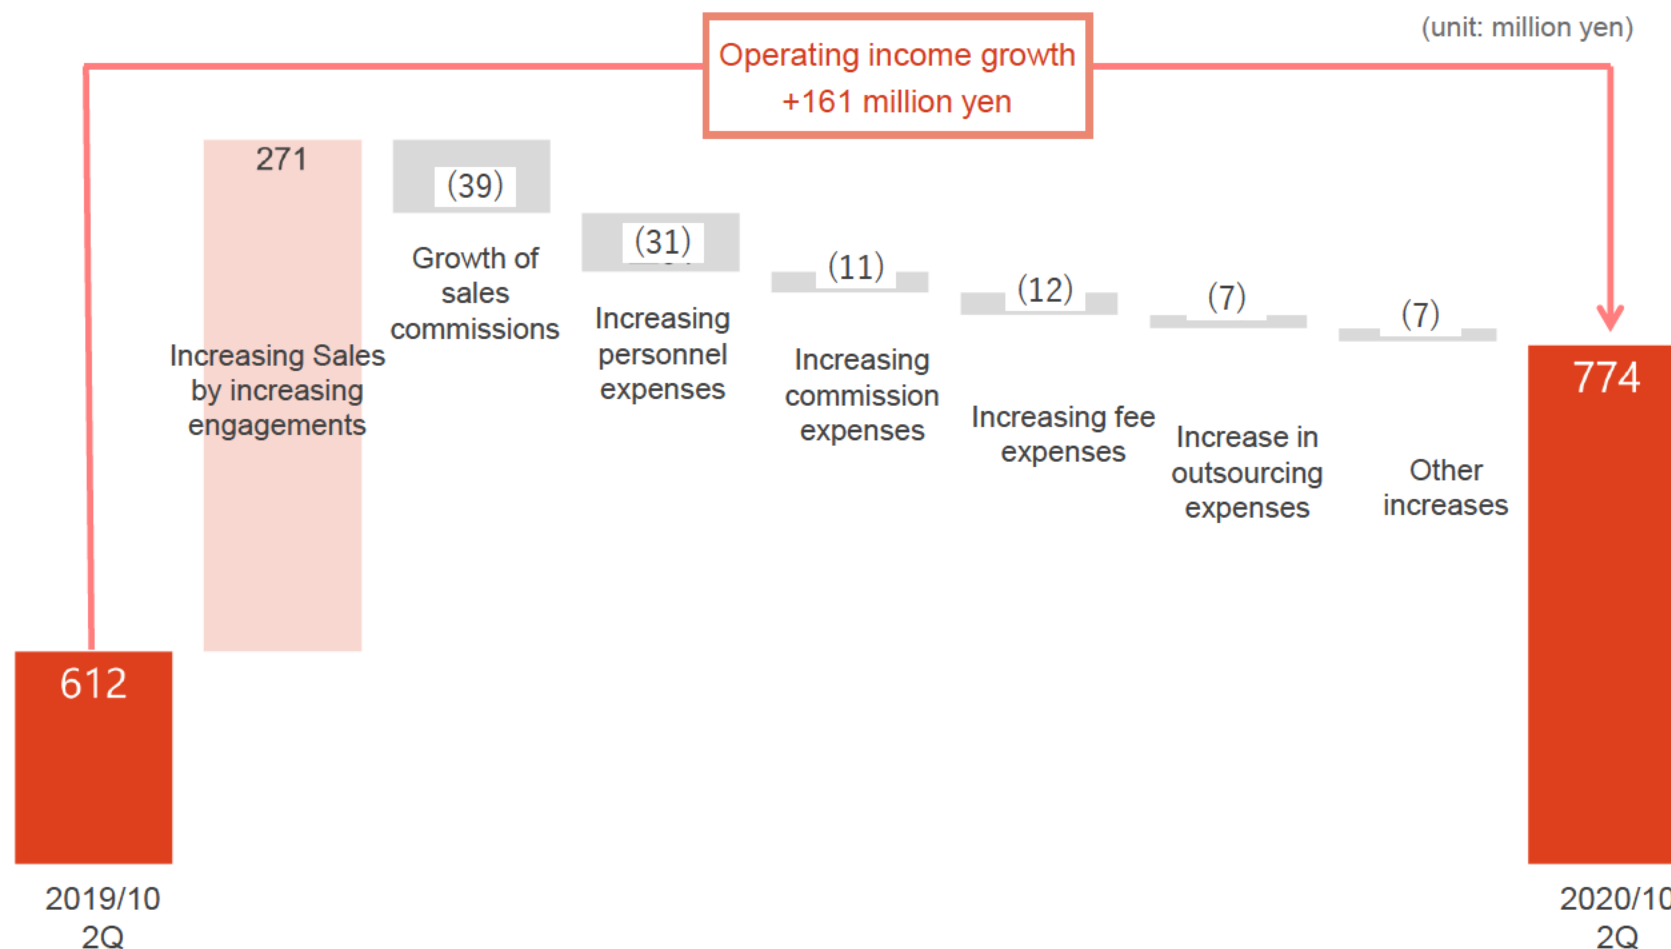 (unit: million yen)
Operating income growth
+161 million yen
271
(39)
(31)
(11)
(12)
(7)
(7)
Growth of
sales
commissions
Increasing
personnel
expenses
Increasing Sales
by increasing
engagements
Increasing
commission
expenses
Increasing fee
expenses
Increase in
outsourcing
expenses
Other
increases
612
774
2019/10
2Q
2020/10
2Q